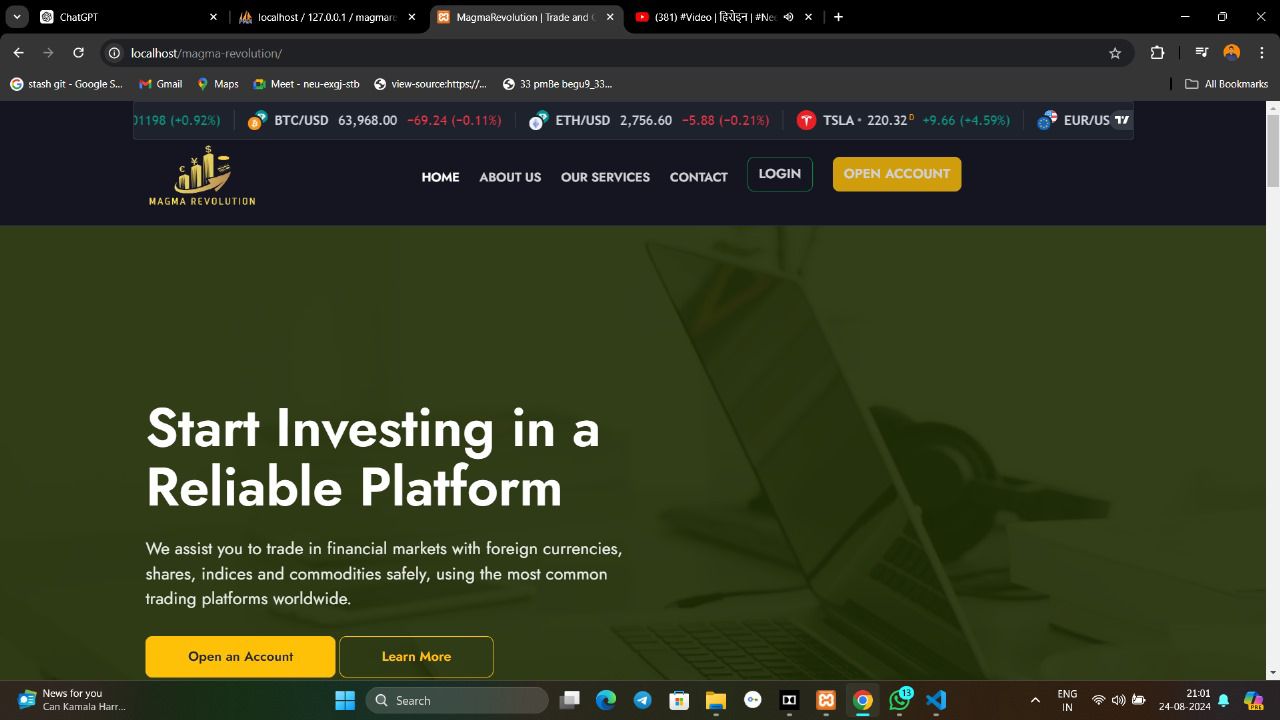 ChatGPT
localhost / 127.0.0.1 / magmare
MagmaRevolution | Trade and C
(381) #Video | हिरोइन | #Nee
localhost/magma-revolution/
stash git - Google S...
Gmail
Maps
Meet - neu-exgj-stb
view-source:https://...
33 pmBe begu9_33...
All Bookmarks
01198 (+0.92%)
BTC/USD 63,968.00 −69.24 (−0.11%)
ETH/USD 2,756.60 −5.88 (−0.21%)
TSLA • 220.32 D +9.66 (+4.59%)
EUR/US
MAGMA REVOLUTION
HOME
ABOUT US
OUR SERVICES
CONTACT
LOGIN
OPEN ACCOUNT
Start Investing in a
Reliable Platform
We assist you to trade in financial markets with foreign currencies,
shares, indices and commodities safely, using the most common
trading platforms worldwide.
Open an Account
Learn More
News for you
Can Kamala Harr...
Search
13
ENG
IN
21:01
24-08-2024